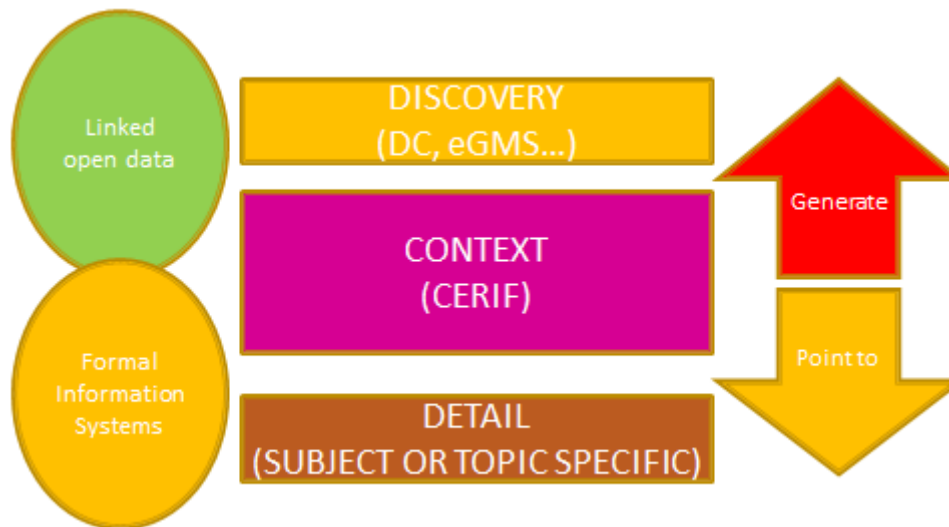 Linked
open data
DISCOVERY
(DC, eGMS...)
Generate
CONTEXT
(CERIF)
Formal
Information
Systems
Point to
DETAIL
(SUBJECT OR TOPIC SPECIFIC)